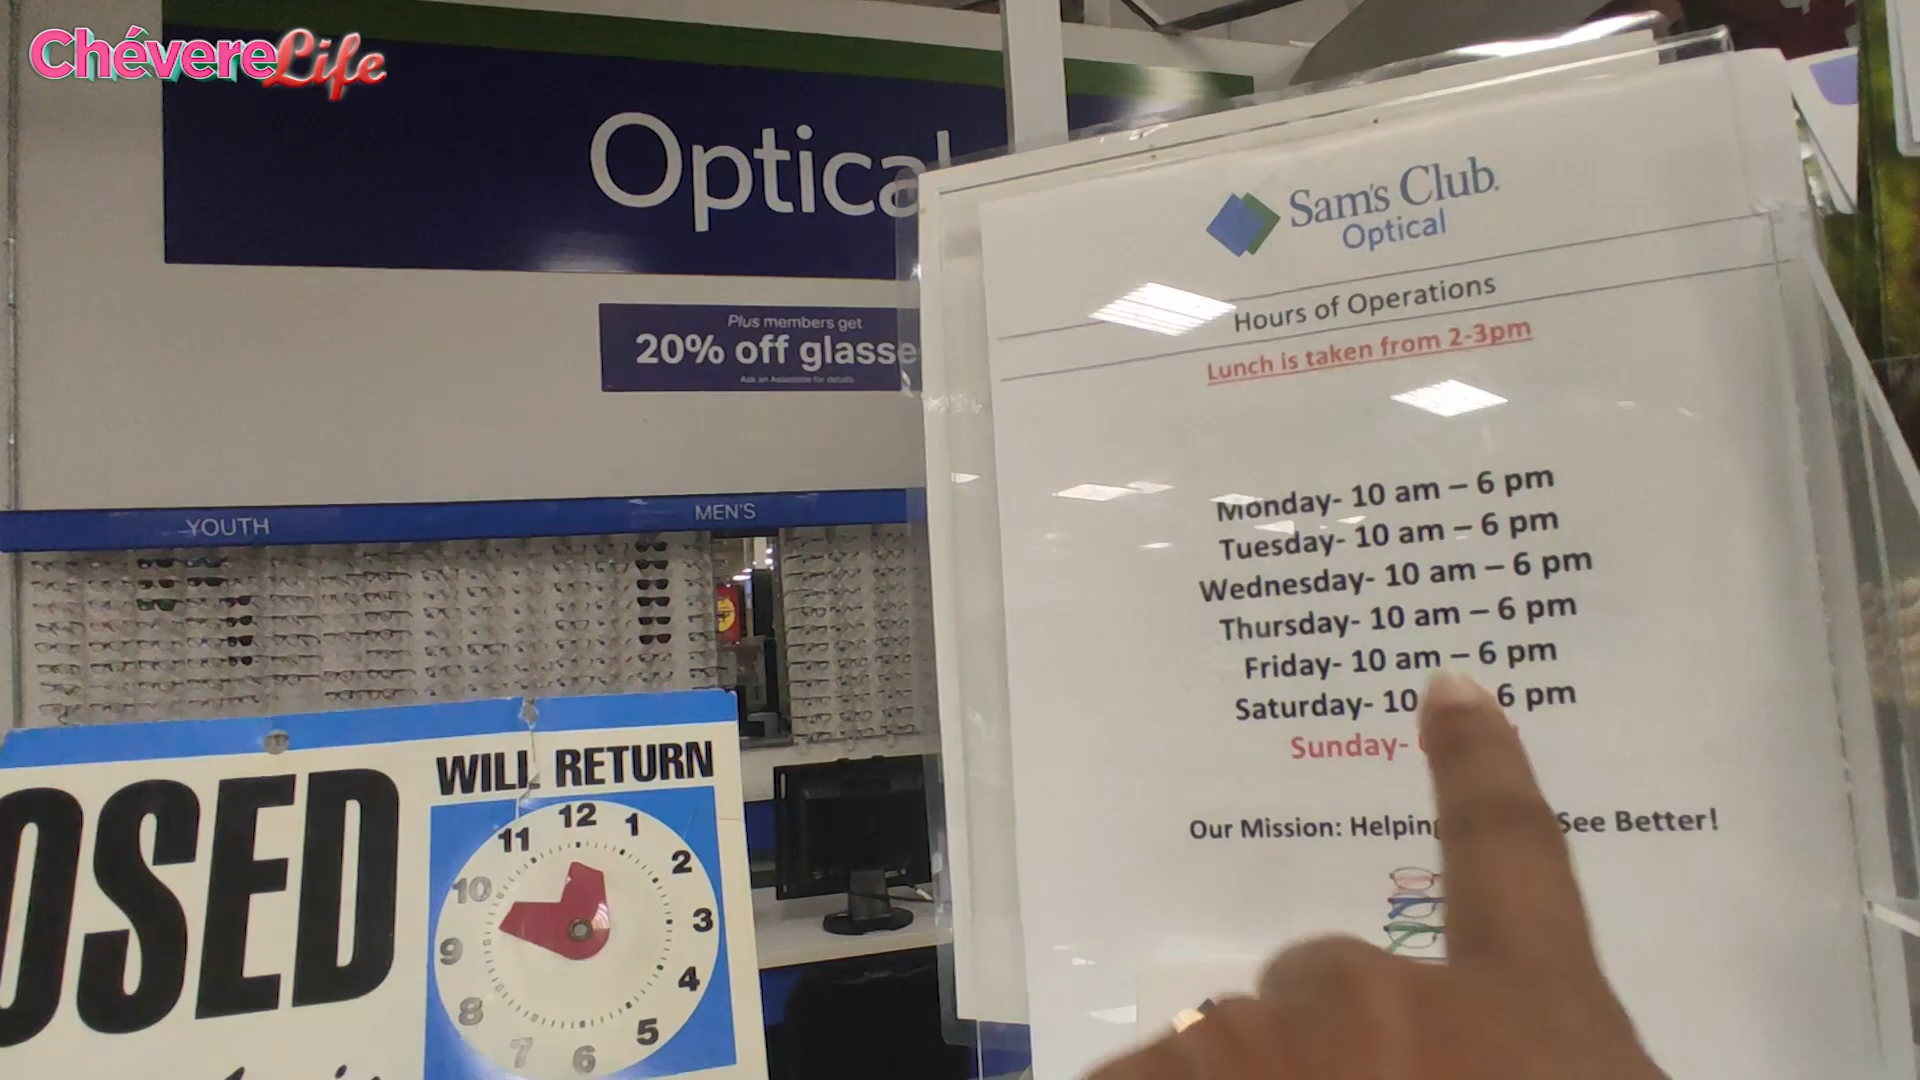 ChévereLife
Optical
Plus members get
20% off glasse
Ask an Associate for details.
YOUTH
MEN'S
OSED
WILL RETURN
12
1
2
3
4
5
6
7
8
9
10
11
Sam's Club.
Optical
Hours of Operations
Lunch is taken from 2-3pm
Monday- 10 am – 6 pm
Tuesday- 10 am – 6 pm
Wednesday- 10 am – 6 pm
Thursday- 10 am – 6 pm
Friday- 10 am – 6 pm
Saturday- 10 6 pm
Sunday-
Our Mission: Helping See Better!